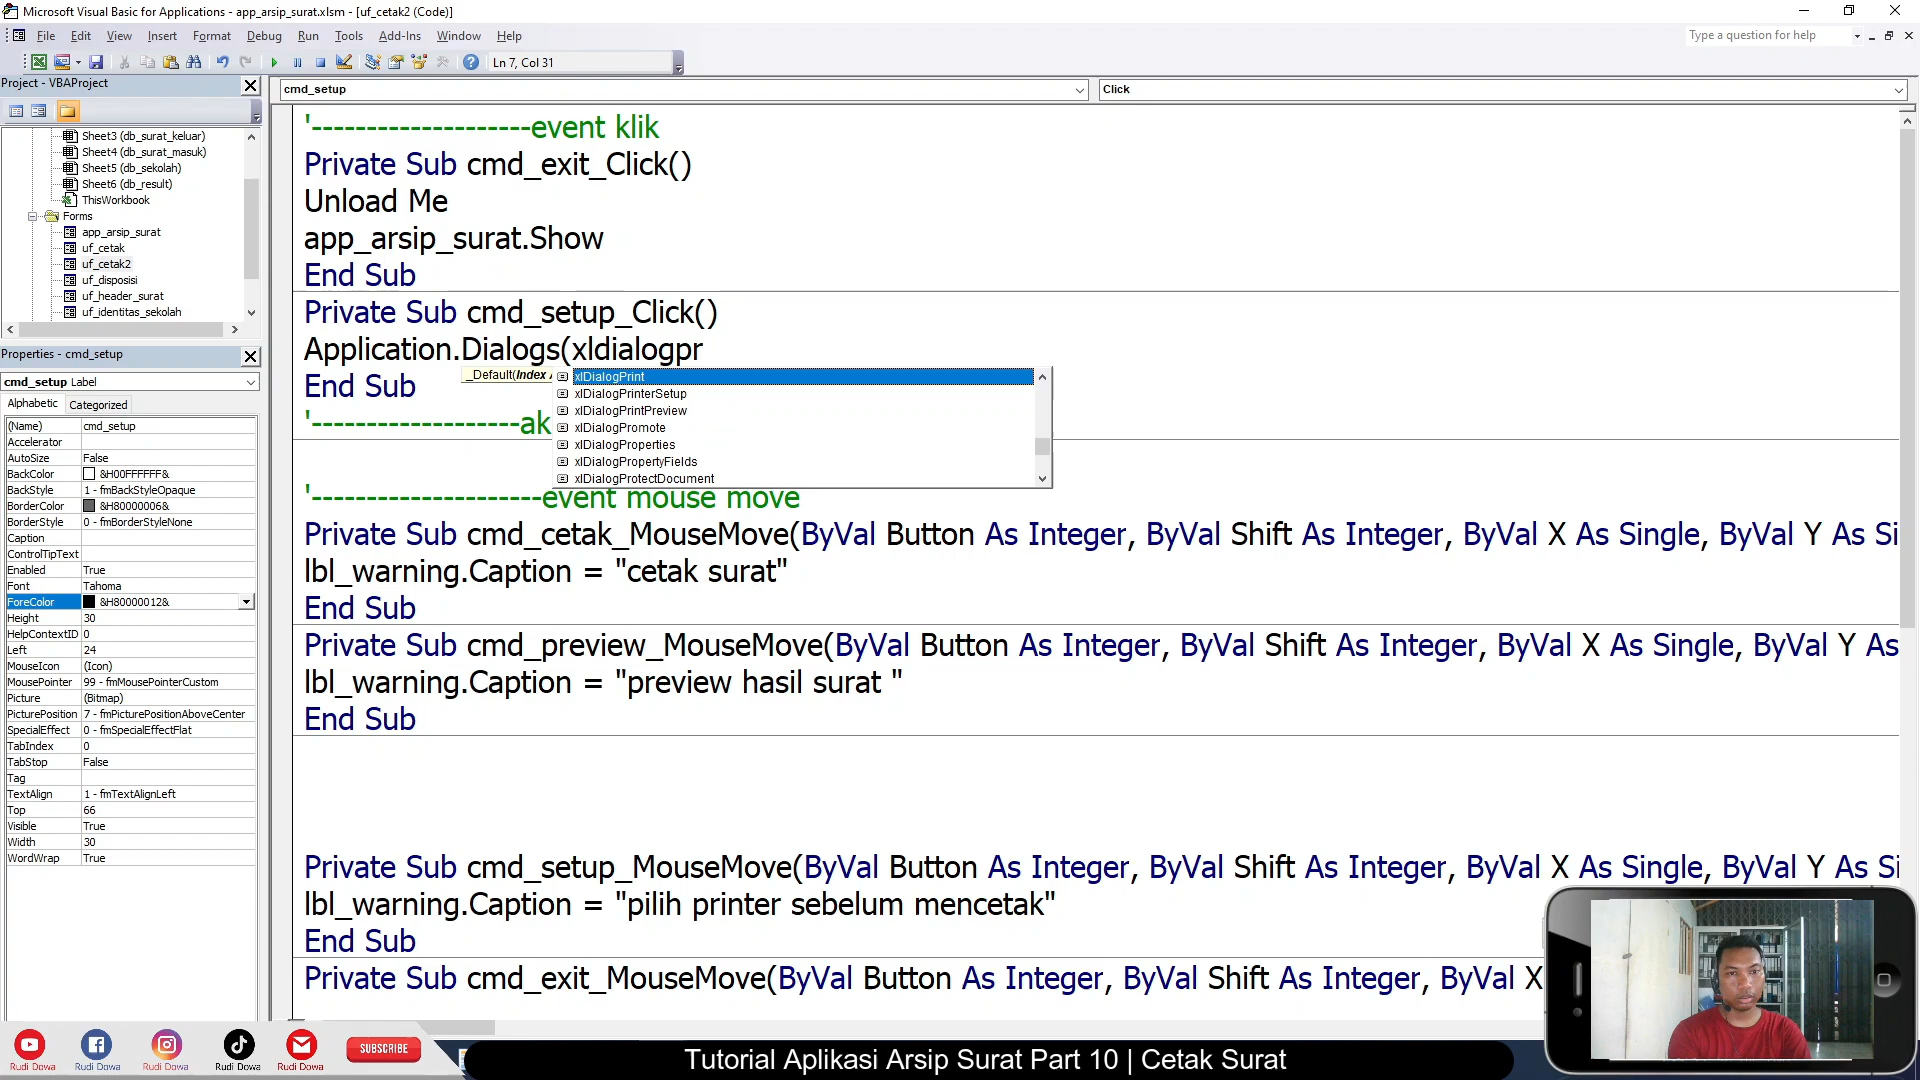 Microsoft Visual Basic for Applications - app_arsip_surat.xlsm - [uf_cetak2 (Code)]
File Edit View Insert Format Debug Run Tools Add-Ins Window Help
Type a question for help
Ln 7, Col 31
Project - VBAProject
Sheet3 (db_surat_keluar)
Sheet4 (db_surat_masuk)
Sheet5 (db_sekolah)
Sheet6 (db_result)
ThisWorkbook
Forms
app_arsip_surat
uf_cetak
uf_cetak2
uf_disposisi
uf_header_surat
uf_identitas_sekolah
Properties - cmd_setup
cmd_setup Label
Alphabetic Categorized
(Name) cmd_setup
Accelerator
AutoSize False
BackColor &H00FFFFFF&
BackStyle 1 - fmBackStyleOpaque
BorderColor &H80000006&
BorderStyle 0 - fmBorderStyleNone
Caption
ControlTipText
Enabled True
Font Tahoma
ForeColor &H80000012&
Height 30
HelpContextID 0
Left 24
MouseIcon (Icon)
MousePointer 99 - fmMousePointerCustom
Picture (Bitmap)
PicturePosition 7 - fmPicturePositionAboveCenter
SpecialEffect 0 - fmSpecialEffectFlat
TabIndex 0
TabStop False
Tag
TextAlign 1 - fmTextAlignLeft
Top 66
Visible True
Width 30
WordWrap True
cmd_setup Click
'--------------------event klik
Private Sub cmd_exit_Click()
Unload Me
app_arsip_surat.Show
End Sub
Private Sub cmd_setup_Click()
Application.Dialogs(xldialogpr
_Default(Index
End Sub
'-------------------ak
xlDialogPrint
xlDialogPrinterSetup
xlDialogPrintPreview
xlDialogPromote
xlDialogProperties
xlDialogPropertyFields
xlDialogProtectDocument
'---------------------event mouse move
Private Sub cmd_cetak_MouseMove(ByVal Button As Integer, ByVal Shift As Integer, ByVal X As Single, ByVal Y As Si
lbl_warning.Caption = "cetak surat"
End Sub
Private Sub cmd_preview_MouseMove(ByVal Button As Integer, ByVal Shift As Integer, ByVal X As Single, ByVal Y As
lbl_warning.Caption = "preview hasil surat "
End Sub
Private Sub cmd_setup_MouseMove(ByVal Button As Integer, ByVal Shift As Integer, ByVal X As Single, ByVal Y As Si
lbl_warning.Caption = "pilih printer sebelum mencetak"
End Sub
Private Sub cmd_exit_MouseMove(ByVal Button As Integer, ByVal Shift As Integer, ByVal X
Rudi Dowa Rudi Dowa Rudi Dowa Rudi Dowa Rudi Dowa
SUBSCRIBE
Tutorial Aplikasi Arsip Surat Part 10 | Cetak Surat